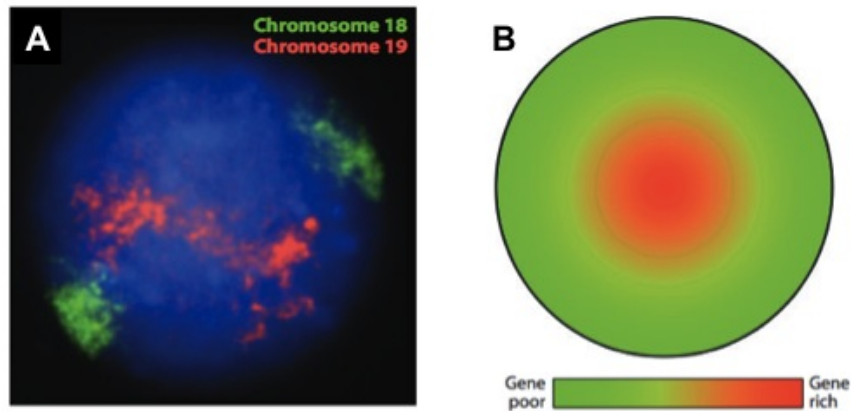 A
Chromosome 18
Chromosome 19
B
Gene poor
Gene rich